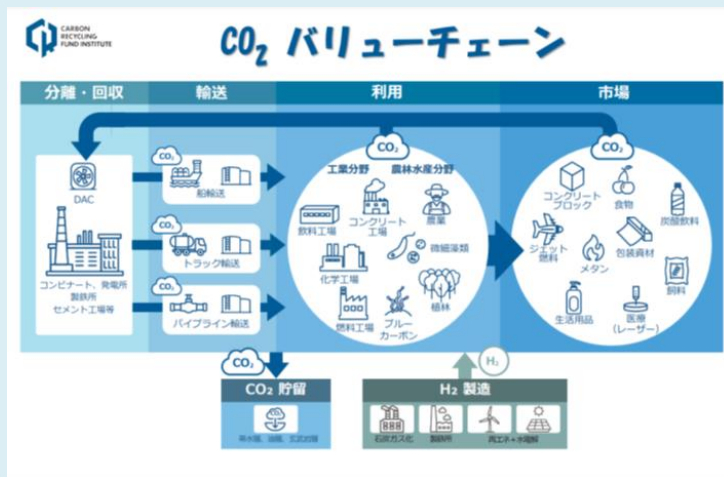 CARBON
RECYCLING
FUND INSTITUTE
CO₂ バリューチェーン
分離・回収
輸送
利用
市場
CO₂
CO₂
DAC
コンビナート、発電所
製鉄所
セメント工場等
CO₂
船輸送
CO₂
トラック輸送
CO₂
パイプライン輸送
工業分野
農林水産分野
飲料工場
コンクリート
工場
農業
微細藻類
化学工場
燃料工場
ブルー
カーボン
植林
コンクリート
ブロック
食物
炭酸飲料
ジェット
燃料
メタン
包装資材
飼料
生活用品
医療
(レーザー)
CO₂
H₂
CO₂ 貯留
H₂ 製造
石炭ガス化
製鉄所
再エネ+水電解